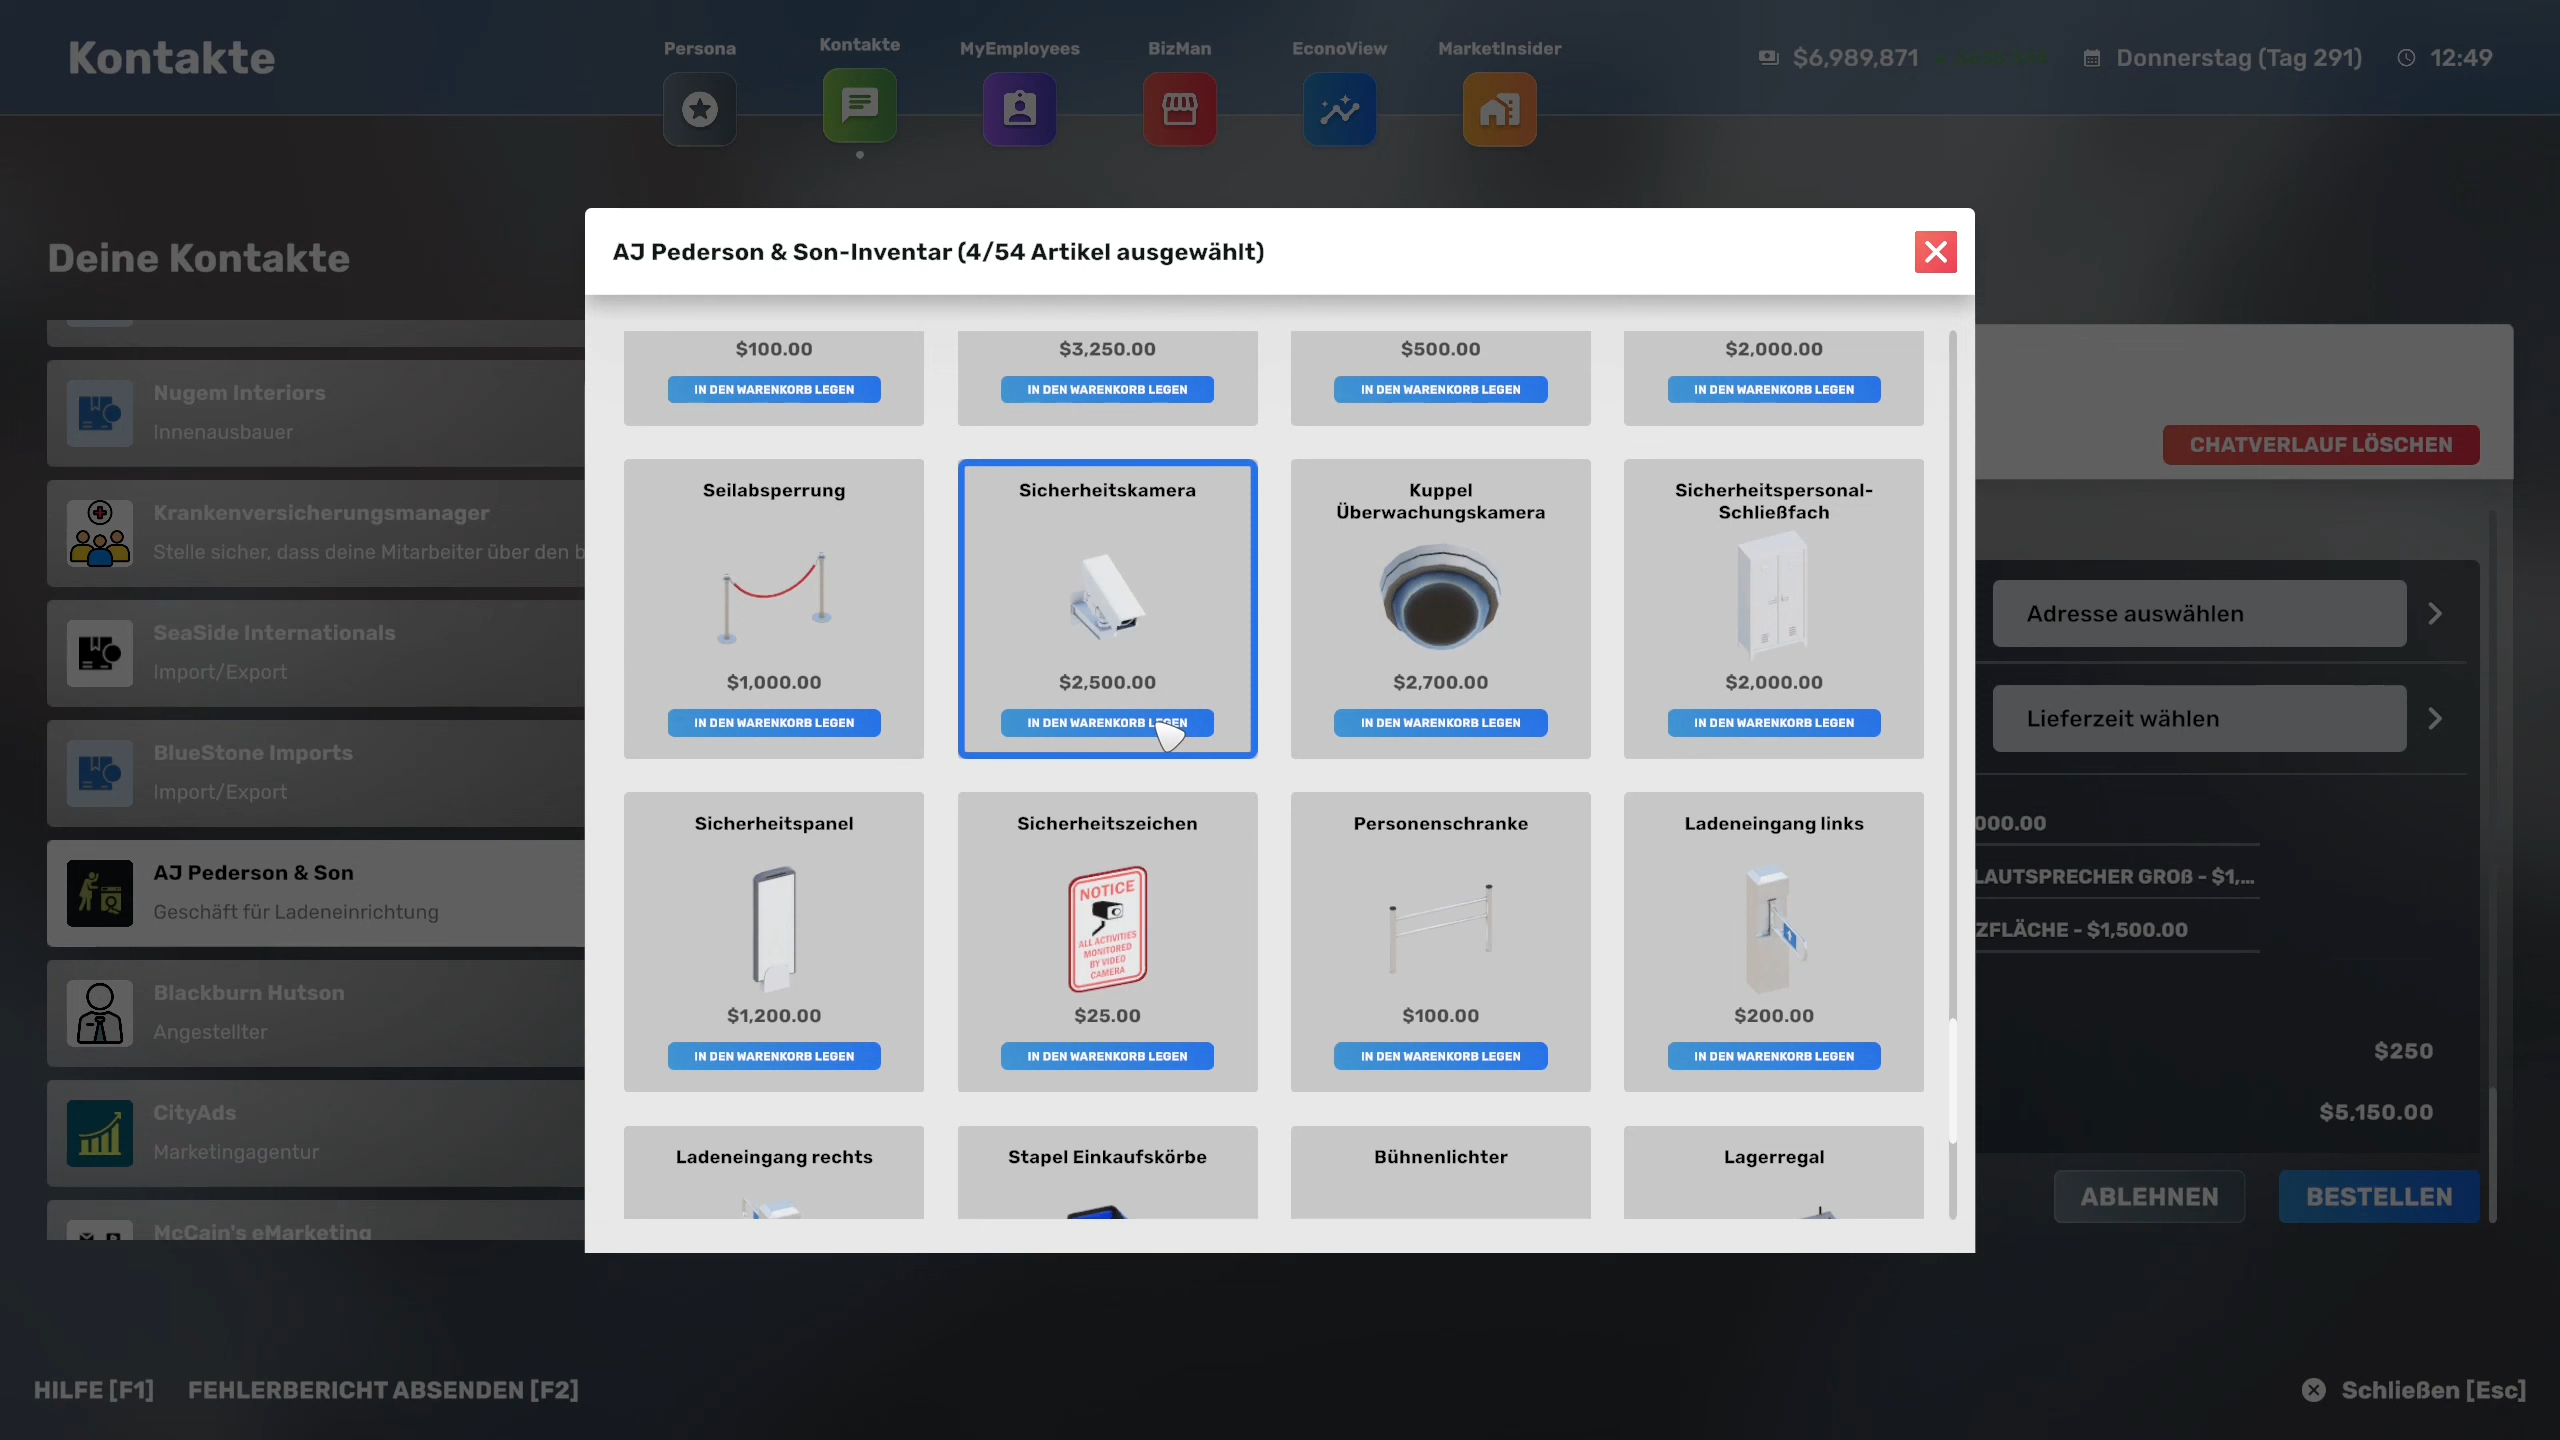 Kontakte
Persona
Kontakte
MyEmployees
BizMan
EconoView
MarketInsider
$6,989,871
Donnerstag (Tag 291)
12:49
Deine Kontakte
Nugem Interiors
Innenausbauer
Krankenversicherungsmanager
Stelle sicher, dass deine Mitarbeiter über den b
SeaSide Internationals
Import/Export
BlueStone Imports
Import/Export
AJ Pederson & Son
Geschäft für Ladeneinrichtung
Blackburn Hutson
Angestellter
CityAds
Marketingagentur
McCain's eMarketing
AJ Pederson & Son-Inventar (4/54 Artikel ausgewählt)
$100.00
$3,250.00
$500.00
$2,000.00
IN DEN WARENKORB LEGEN
IN DEN WARENKORB LEGEN
IN DEN WARENKORB LEGEN
IN DEN WARENKORB LEGEN
Seilabsperrung
$1,000.00
IN DEN WARENKORB LEGEN
Sicherheitskamera
$2,500.00
IN DEN WARENKORB LEGEN
Kuppel
Überwachungskamera
$2,700.00
IN DEN WARENKORB LEGEN
Sicherheitspersonal-
Schließfach
$2,000.00
IN DEN WARENKORB LEGEN
Sicherheitspanel
$1,200.00
IN DEN WARENKORB LEGEN
Sicherheitszeichen
NOTICE
ALL ACTIVITIES
MONITORED
BY VIDEO
CAMERA
$25.00
IN DEN WARENKORB LEGEN
Personenschranke
$100.00
IN DEN WARENKORB LEGEN
Ladeneingang links
$200.00
IN DEN WARENKORB LEGEN
Ladeneingang rechts
Stapel Einkaufskörbe
Bühnenlichter
Lagerregal
CHATVERLAUF LÖSCHEN
Adresse auswählen
Lieferzeit wählen
000.00
LAUTSPRECHER GROß - $1,...
ZFLÄCHE - $1,500.00
$250
$5,150.00
ABLEHNEN
BESTELLEN
HILFE [F1]
FEHLERBERICHT ABSENDEN [F2]
Schließen [Esc]